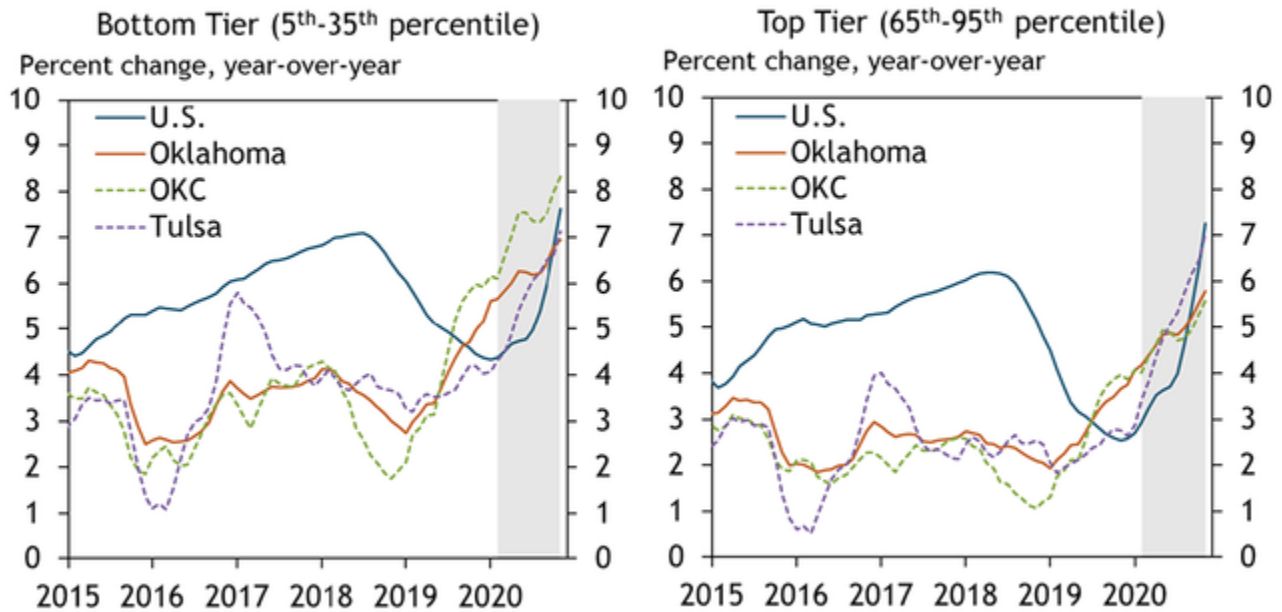 Bottom Tier (5th-35th percentile)
Percent change, year-over-year
10 10
9 9
8 8
7 7
6 6
5 5
4 4
3 3
2 2
1 1
0 0
U.S.
Oklahoma
OKC
Tulsa
2015 2016 2017 2018 2019 2020
Top Tier (65th-95th percentile)
Percent change, year-over-year
10 10
9 9
8 8
7 7
6 6
5 5
4 4
3 3
2 2
1 1
0 0
U.S.
Oklahoma
OKC
Tulsa
2015 2016 2017 2018 2019 2020